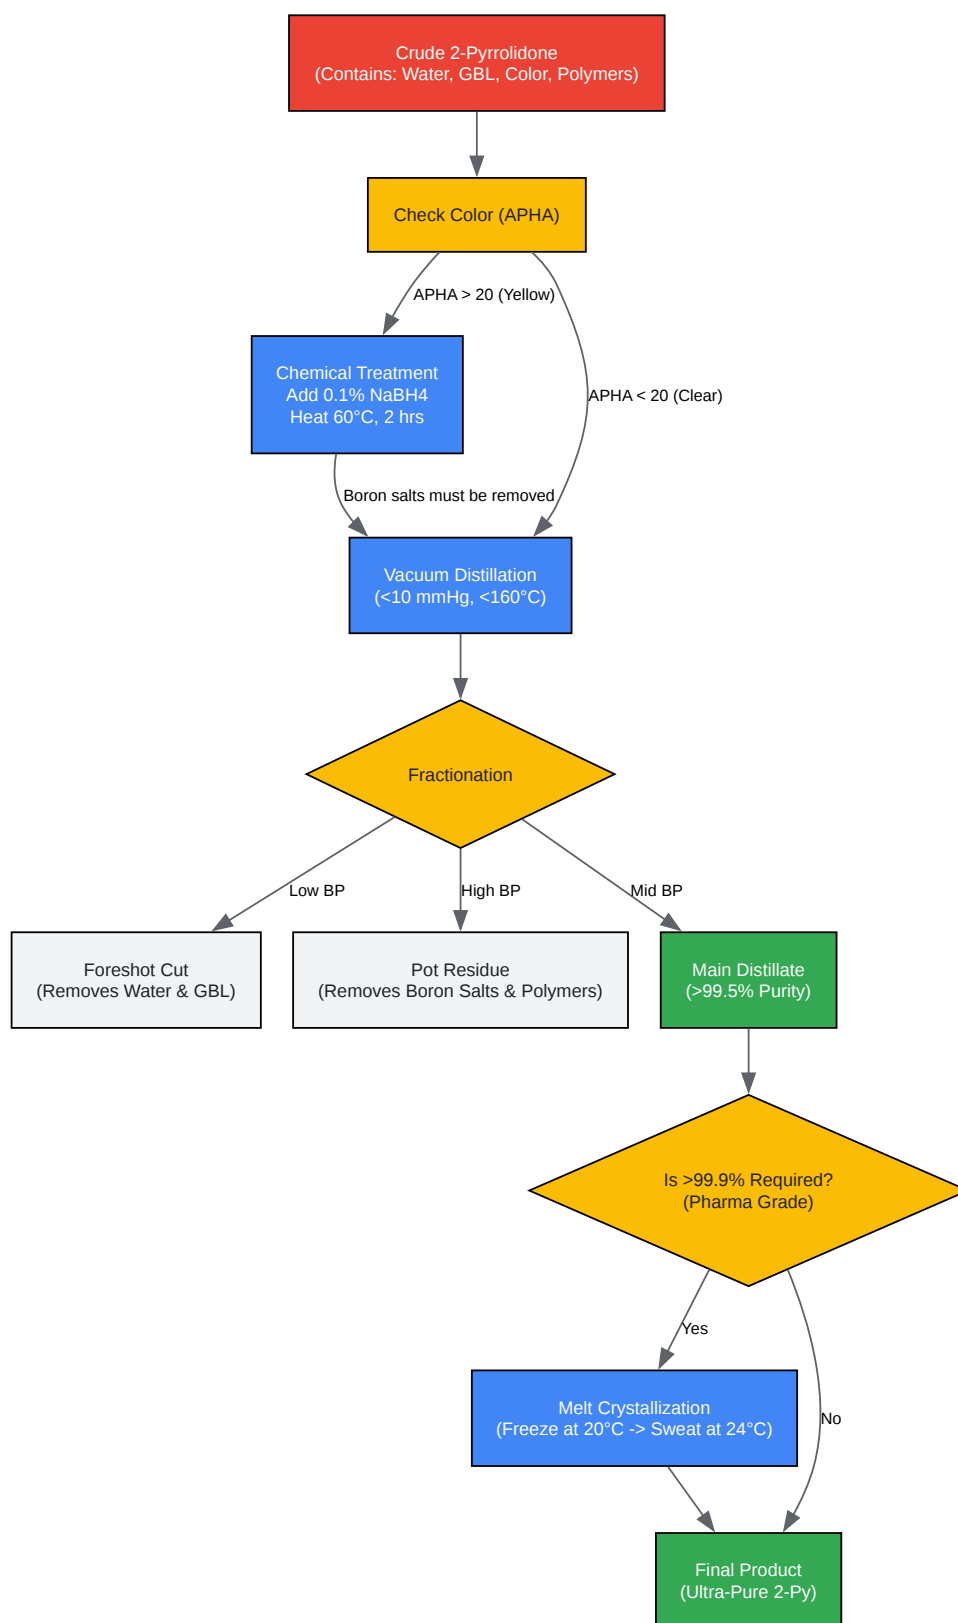 Crude 2-Pyrrolidone
(Contains: Water, GBL, Color, Polymers)
Check Color (APHA)
APHA > 20 (Yellow)
Chemical Treatment
Add 0.1% NaBH4
Heat 60°C, 2 hrs
APHA < 20 (Clear)
Boron salts must be removed
Vacuum Distillation
(<10 mmHg, <160°C)
Fractionation
Low BP
High BP
Mid BP
Foreshot Cut
(Removes Water & GBL)
Pot Residue
(Removes Boron Salts & Polymers)
Main Distillate
(>99.5% Purity)
Is >99.9% Required?
(Pharma Grade)
Yes
Melt Crystallization
(Freeze at 20°C -> Sweat at 24°C)
No
Final Product
(Ultra-Pure 2-Py)